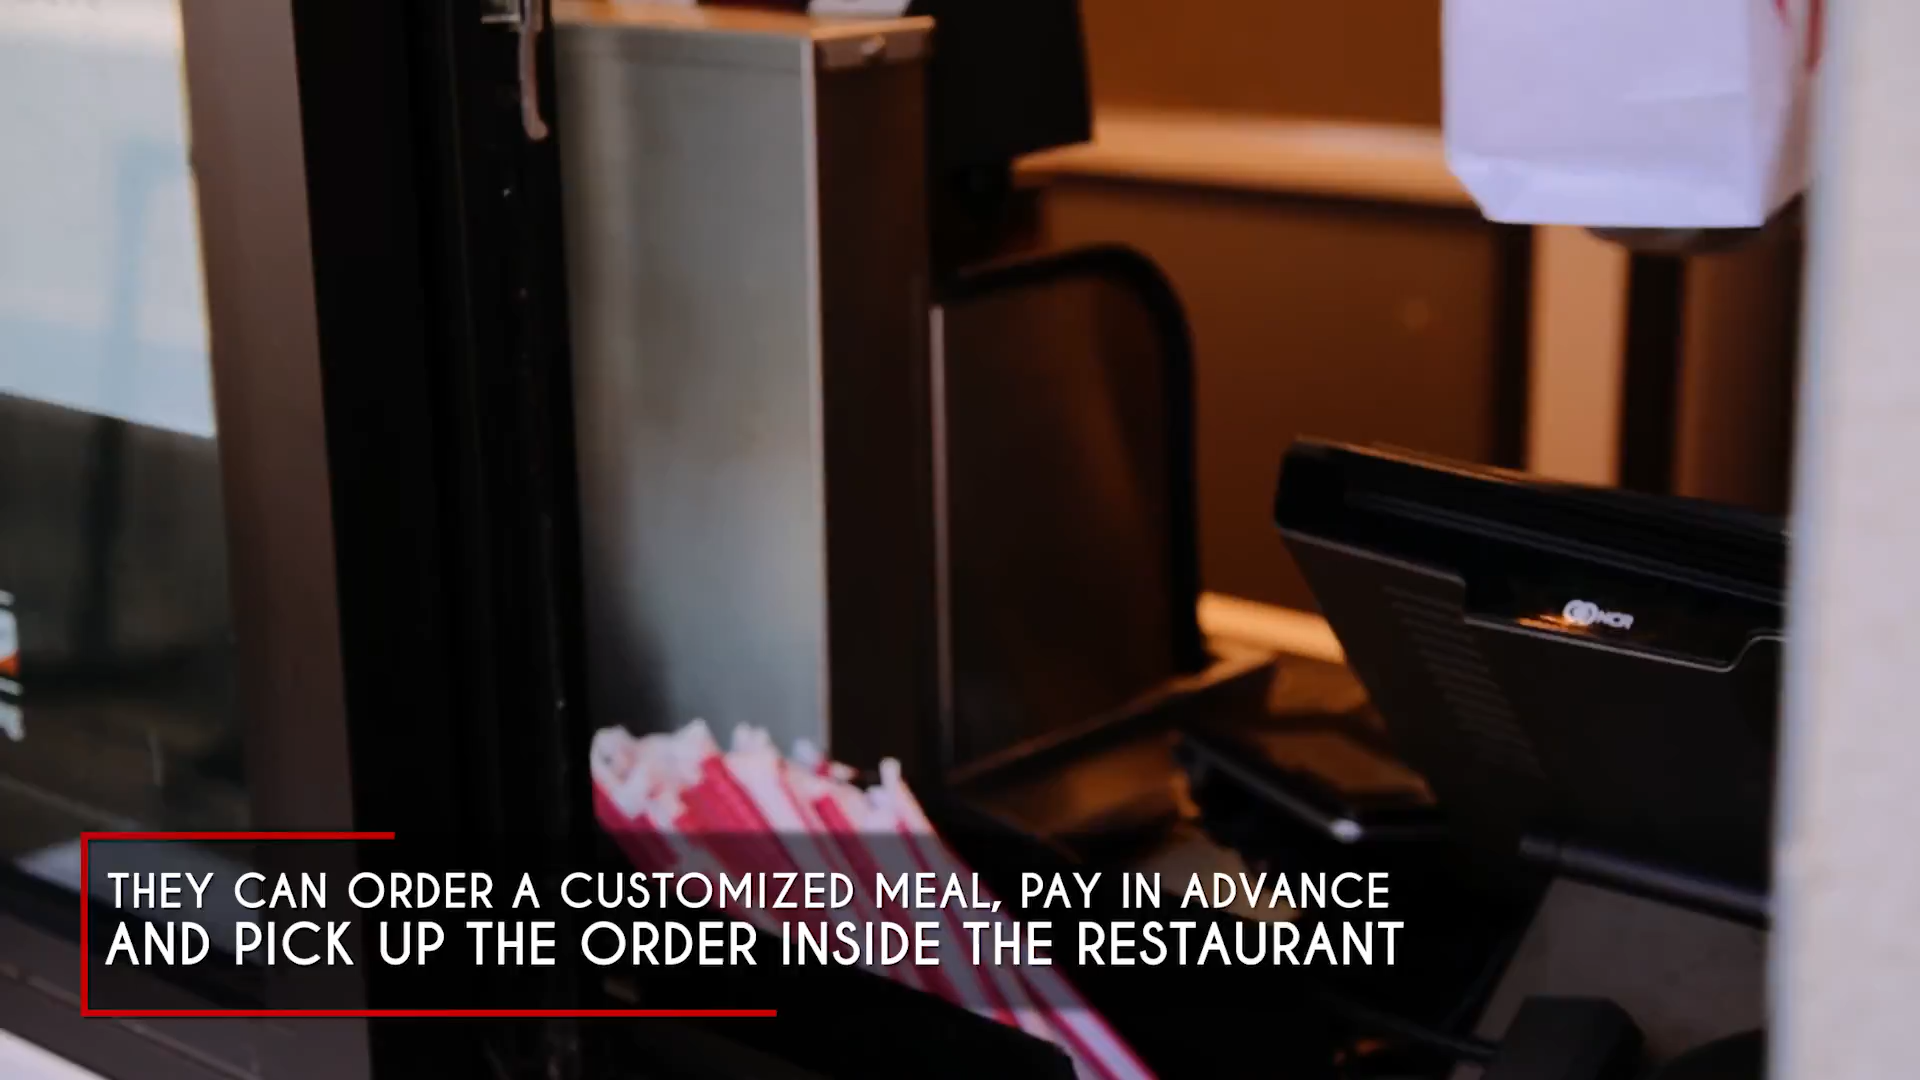 NCR
THEY CAN ORDER A CUSTOMIZED MEAL, PAY IN ADVANCE
AND PICK UP THE ORDER INSIDE THE RESTAURANT